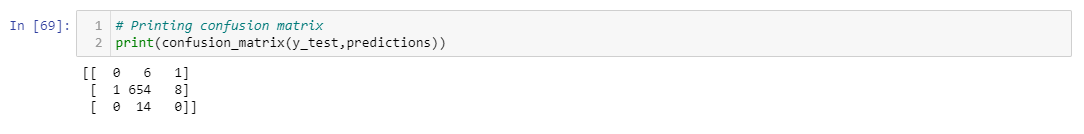 In [69]:
1 # Printing confusion matrix
2 print(confusion_matrix(y_test,predictions))
[[  0   6   1]
 [  1 654   8]
 [  0  14   0]]